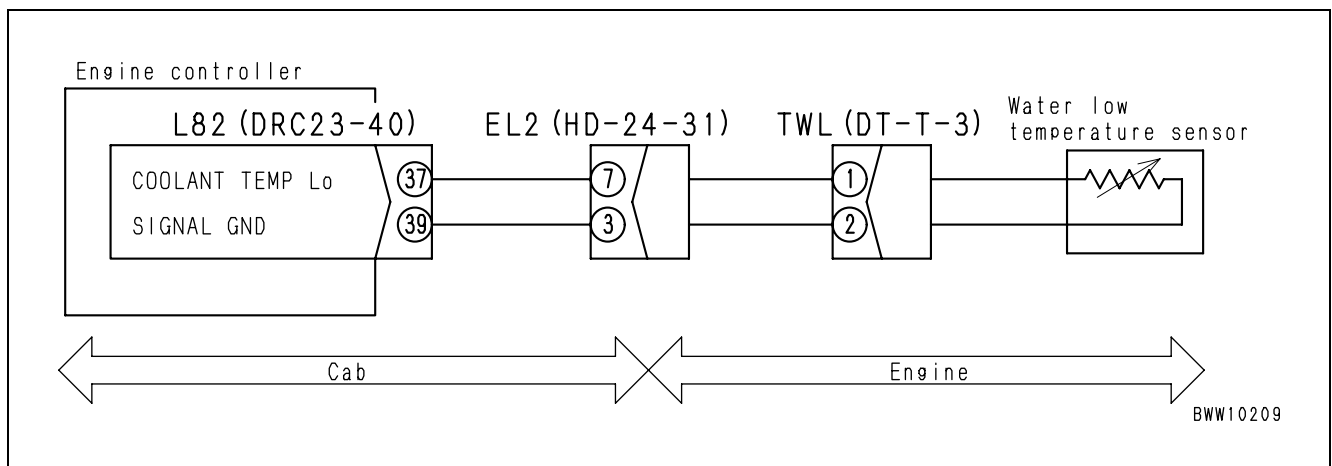 Engine controller
L82 (DRC23-40) EL2 (HD-24-31) TWL (DT-T-3)
Water low
temperature sensor
COOLANT TEMP Lo 37 7 1
SIGNAL GND 39 3 2
Cab Engine
BWW10209